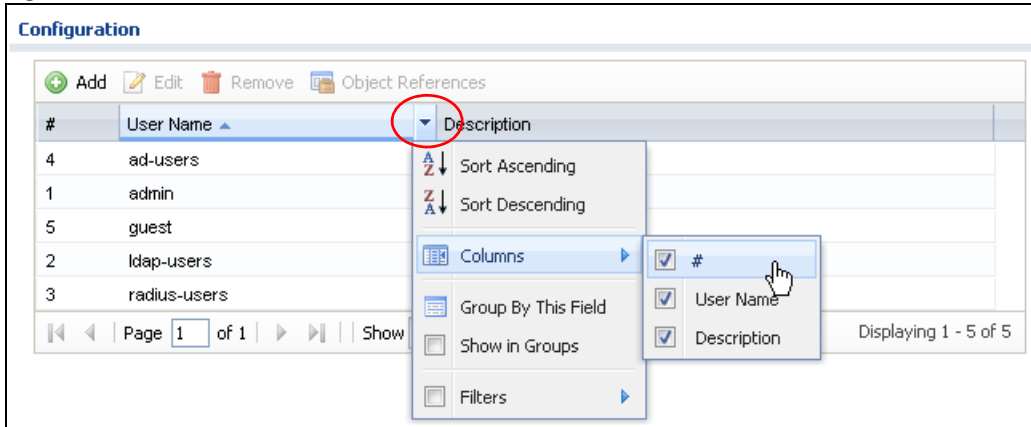 Configuration
Add Edit Remove Object References
# User Name Description
4 ad-users
1 admin
5 guest
2 ldap-users
3 radius-users
Page 1 of 1 Show
Displaying 1 - 5 of 5
Sort Ascending
Sort Descending
Columns
Group By This Field
Show in Groups
Filters
#
User Name
Description